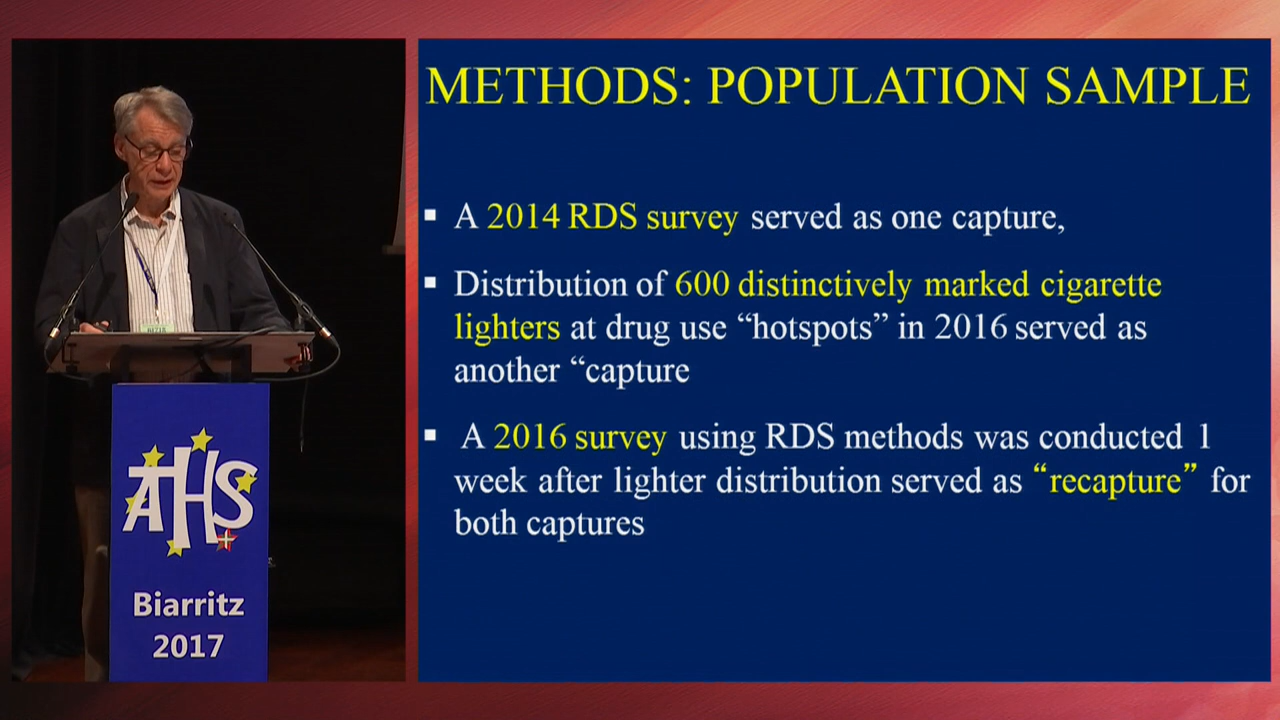 METHODS: POPULATION SAMPLE
▪ A 2014 RDS survey served as one capture,
▪ Distribution of 600 distinctively marked cigarette
lighters at drug use “hotspots” in 2016 served as
another “capture
▪ A 2016 survey using RDS methods was conducted 1
week after lighter distribution served as “recapture” for
both captures
ATHS
Biarritz
2017